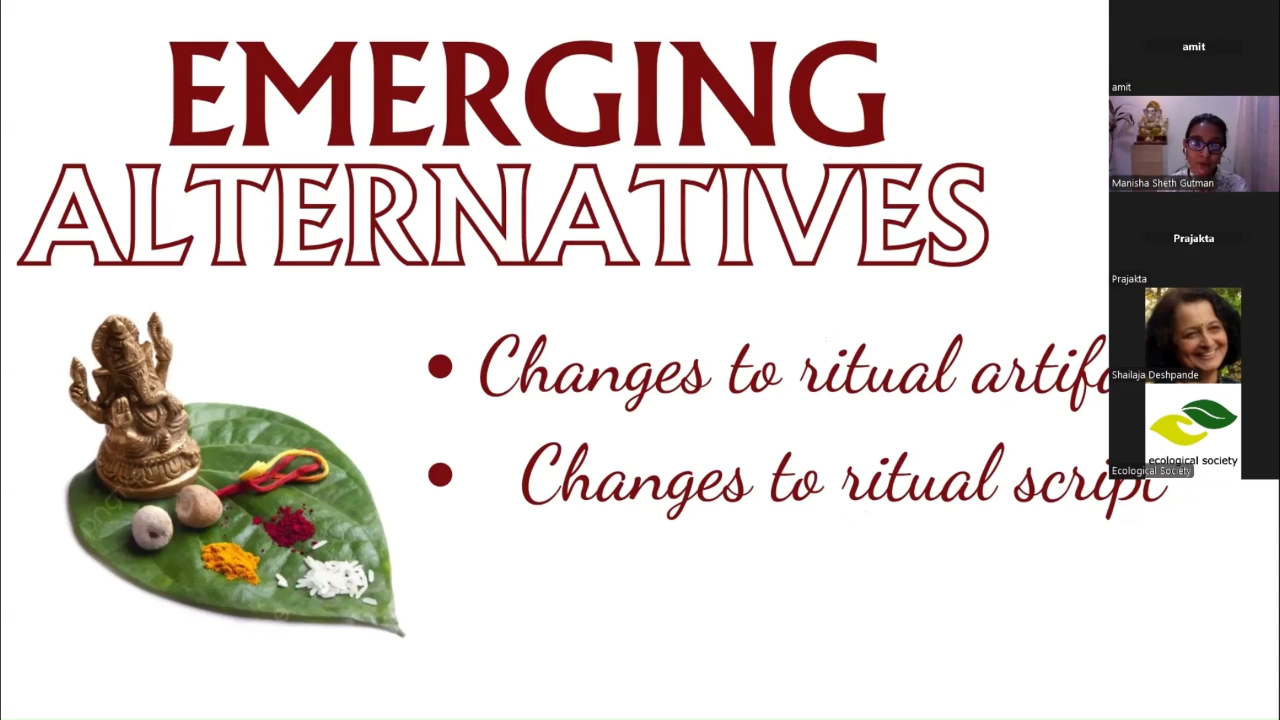 EMERGING
ALTERNATIVES
• Changes to ritual
• Changes to ritual script
amit
amit
Manisha Sheth Gutman
Prajakta
Prajakta
Shailaja Deshpande
ecological society
Ecological Society